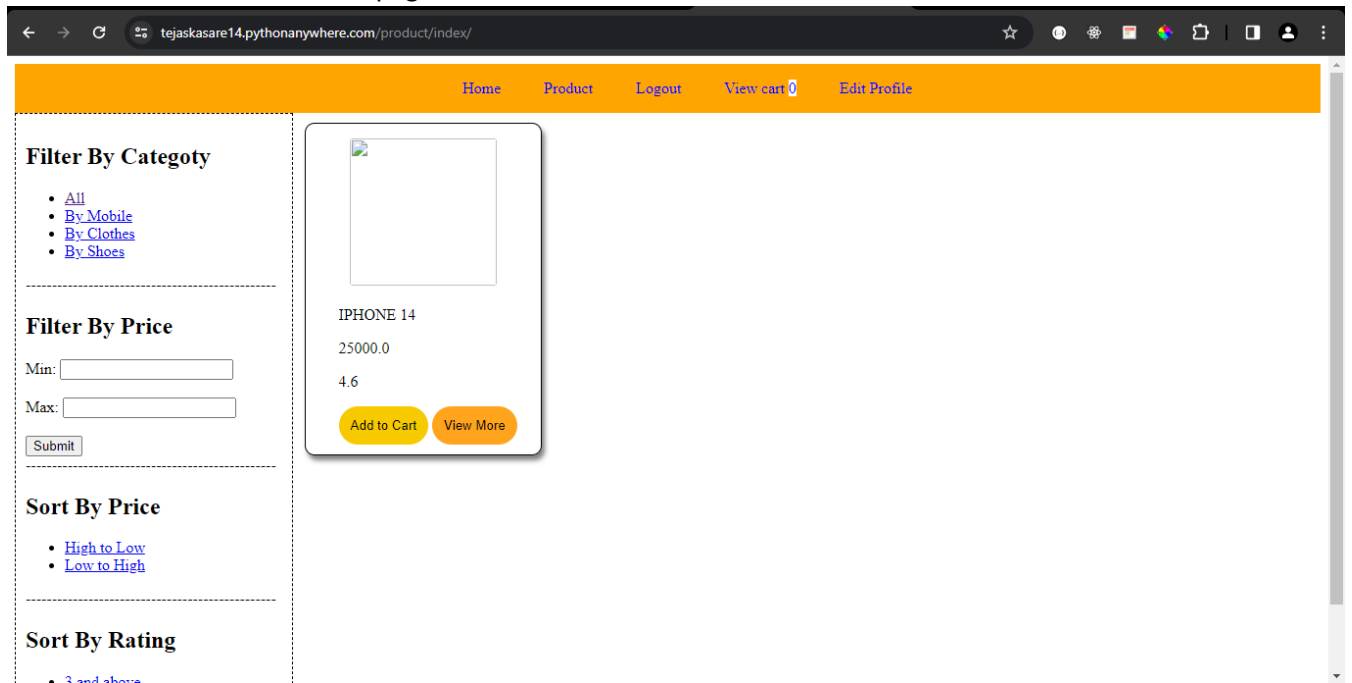 tejaskasare14.pythonanywhere.com/product/index/
Home Product Logout View cart 0 Edit Profile
Filter By Categoty
All
By Mobile
By Clothes
By Shoes
------------------------------------------------
Filter By Price
Min:
Max:
Submit
------------------------------------------------
Sort By Price
High to Low
Low to High
------------------------------------------------
Sort By Rating
3 and above
IPHONE 14
25000.0
4.6
Add to Cart View More